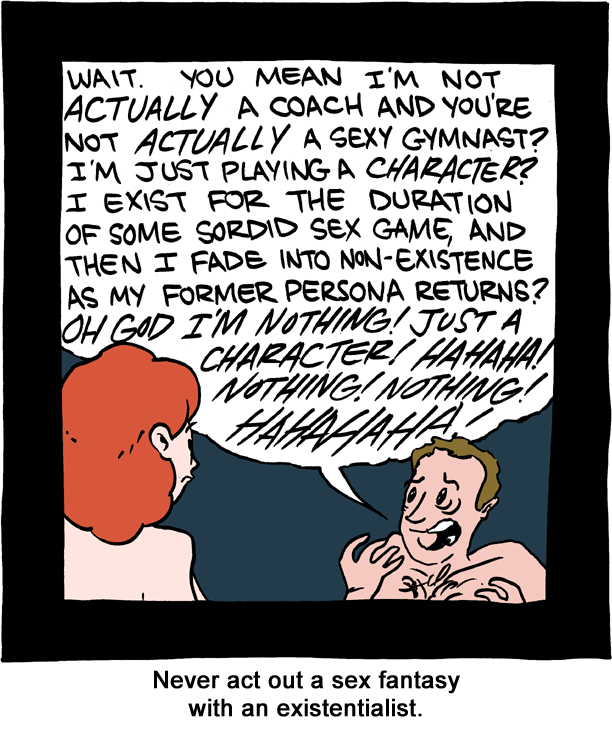 WAIT. YOU MEAN I'M NOT
ACTUALLY A COACH AND YOU'RE
NOT ACTUALLY A SEXY GYMNAST?
I'M JUST PLAYING A CHARACTER?
I EXIST FOR THE DURATION
OF SOME SORDID SEX GAME, AND
THEN I FADE INTO NON-EXISTENCE
AS MY FORMER PERSONA RETURNS?
OH GOD I'M NOTHING! JUST A
CHARACTER! HAHAHA!
NOTHING! NOTHING!
HAHAHAHA!
Never act out a sex fantasy
with an existentialist.